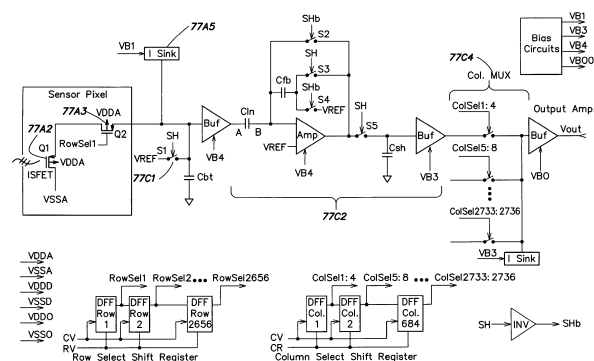 77A5
VB1
I Sink
SHb
S2
SH
S3
SHb
Cfb
S4
VREF
77C4
Col. MUX
Bias Circuits
VB1
VB3
VB4
VBOO
Sensor Pixel
77A3
VDDA
77A2
Q2
RowSel1
Q1
VDDA
ISFET
VSSA
SH
S1
VREF
77C1
Cbt
Buf
VB4
CIn
A
B
Amp
VREF
VB4
SH
S5
Csh
Buf
VB3
77C2
ColSel1:4
ColSel5:8
ColSel2733:2736
VB3
I Sink
Output Amp.
Buf
Vout
VBO
VDDA
VSSA
VDDD
VSSD
VDDO
VSSO
RowSel1 RowSel2 RowSel2656
DFF Row 1
DFF Row 2
DFF Row 2656
CV
RV
Row Select Shift Register
ColSel1:4 ColSel5:8 ColSel2733:2736
DFF Col. 1
DFF Col. 2
DFF Col. 684
CV
CR
Column Select Shift Register
SH
INV
SHb